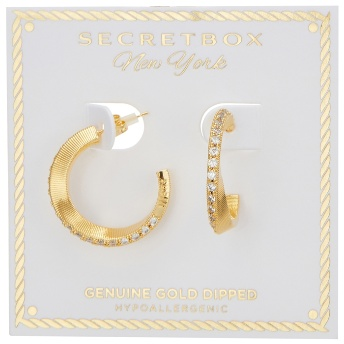 SECRETBOX
New York
GENUINE GOLD DIPPED
HYPOALLERGENIC